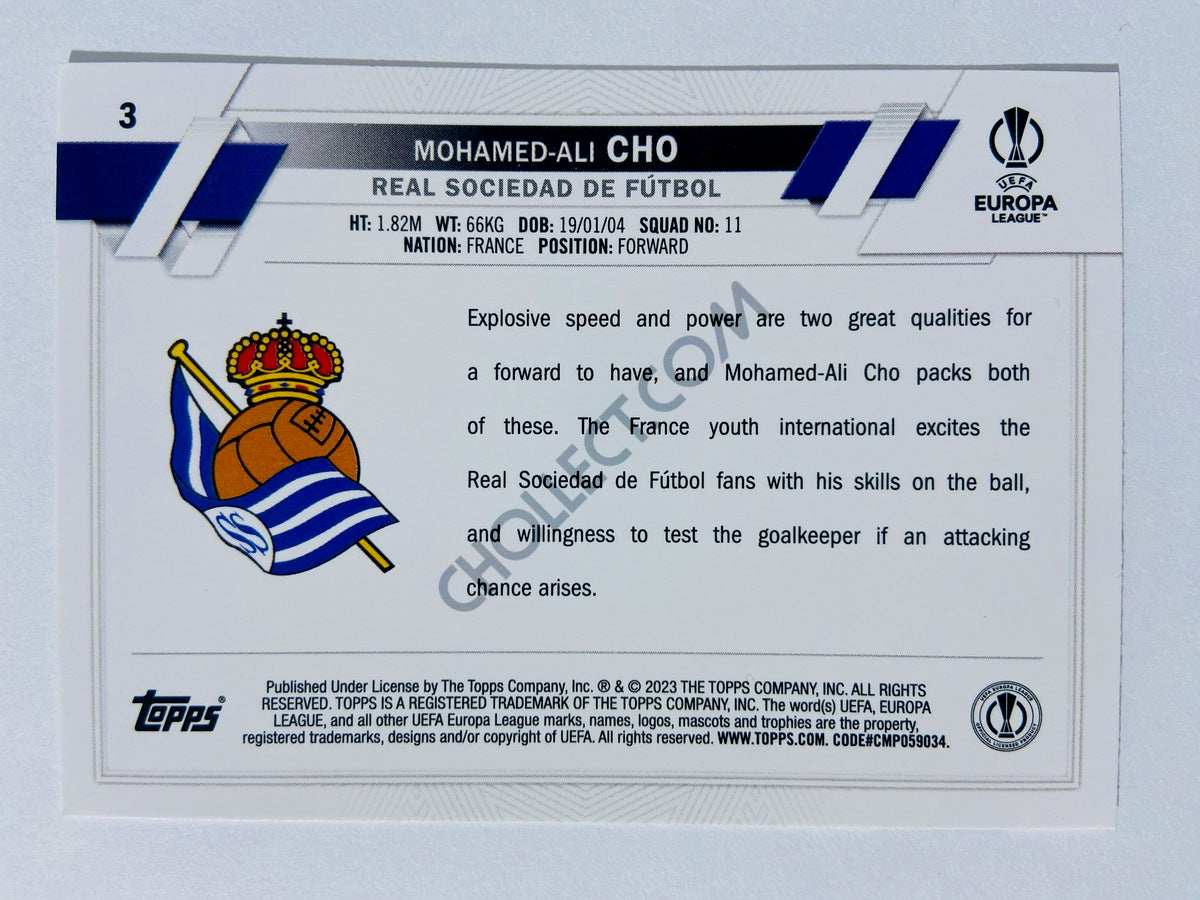 3
MOHAMED-ALI CHO
REAL SOCIEDAD DE FÚTBOL
HT: 1.82M WT: 66KG DOB: 19/01/04 SQUAD NO: 11
NATION: FRANCE POSITION: FORWARD
UEFA
EUROPA
LEAGUE™
Explosive speed and power are two great qualities for
a forward to have, and Mohamed-Ali Cho packs both
of these. The France youth international excites the
Real Sociedad de Fútbol fans with his skills on the ball,
and willingness to test the goalkeeper if an attacking
chance arises.
CHOLLECT.COM
Topps®
Published Under License by The Topps Company, Inc. ® & © 2023 THE TOPPS COMPANY, INC. ALL RIGHTS
RESERVED. TOPPS IS A REGISTERED TRADEMARK OF THE TOPPS COMPANY, INC. The word(s) UEFA, EUROPA
LEAGUE, and all other UEFA Europa League marks, names, logos, mascots and trophies are the property,
registered trademarks, designs and/or copyright of UEFA. All rights reserved. WWW.TOPPS.COM. CODE#CMP059034.
UEFA EUROPA LEAGUE
OFFICIAL LICENSED PRODUCT